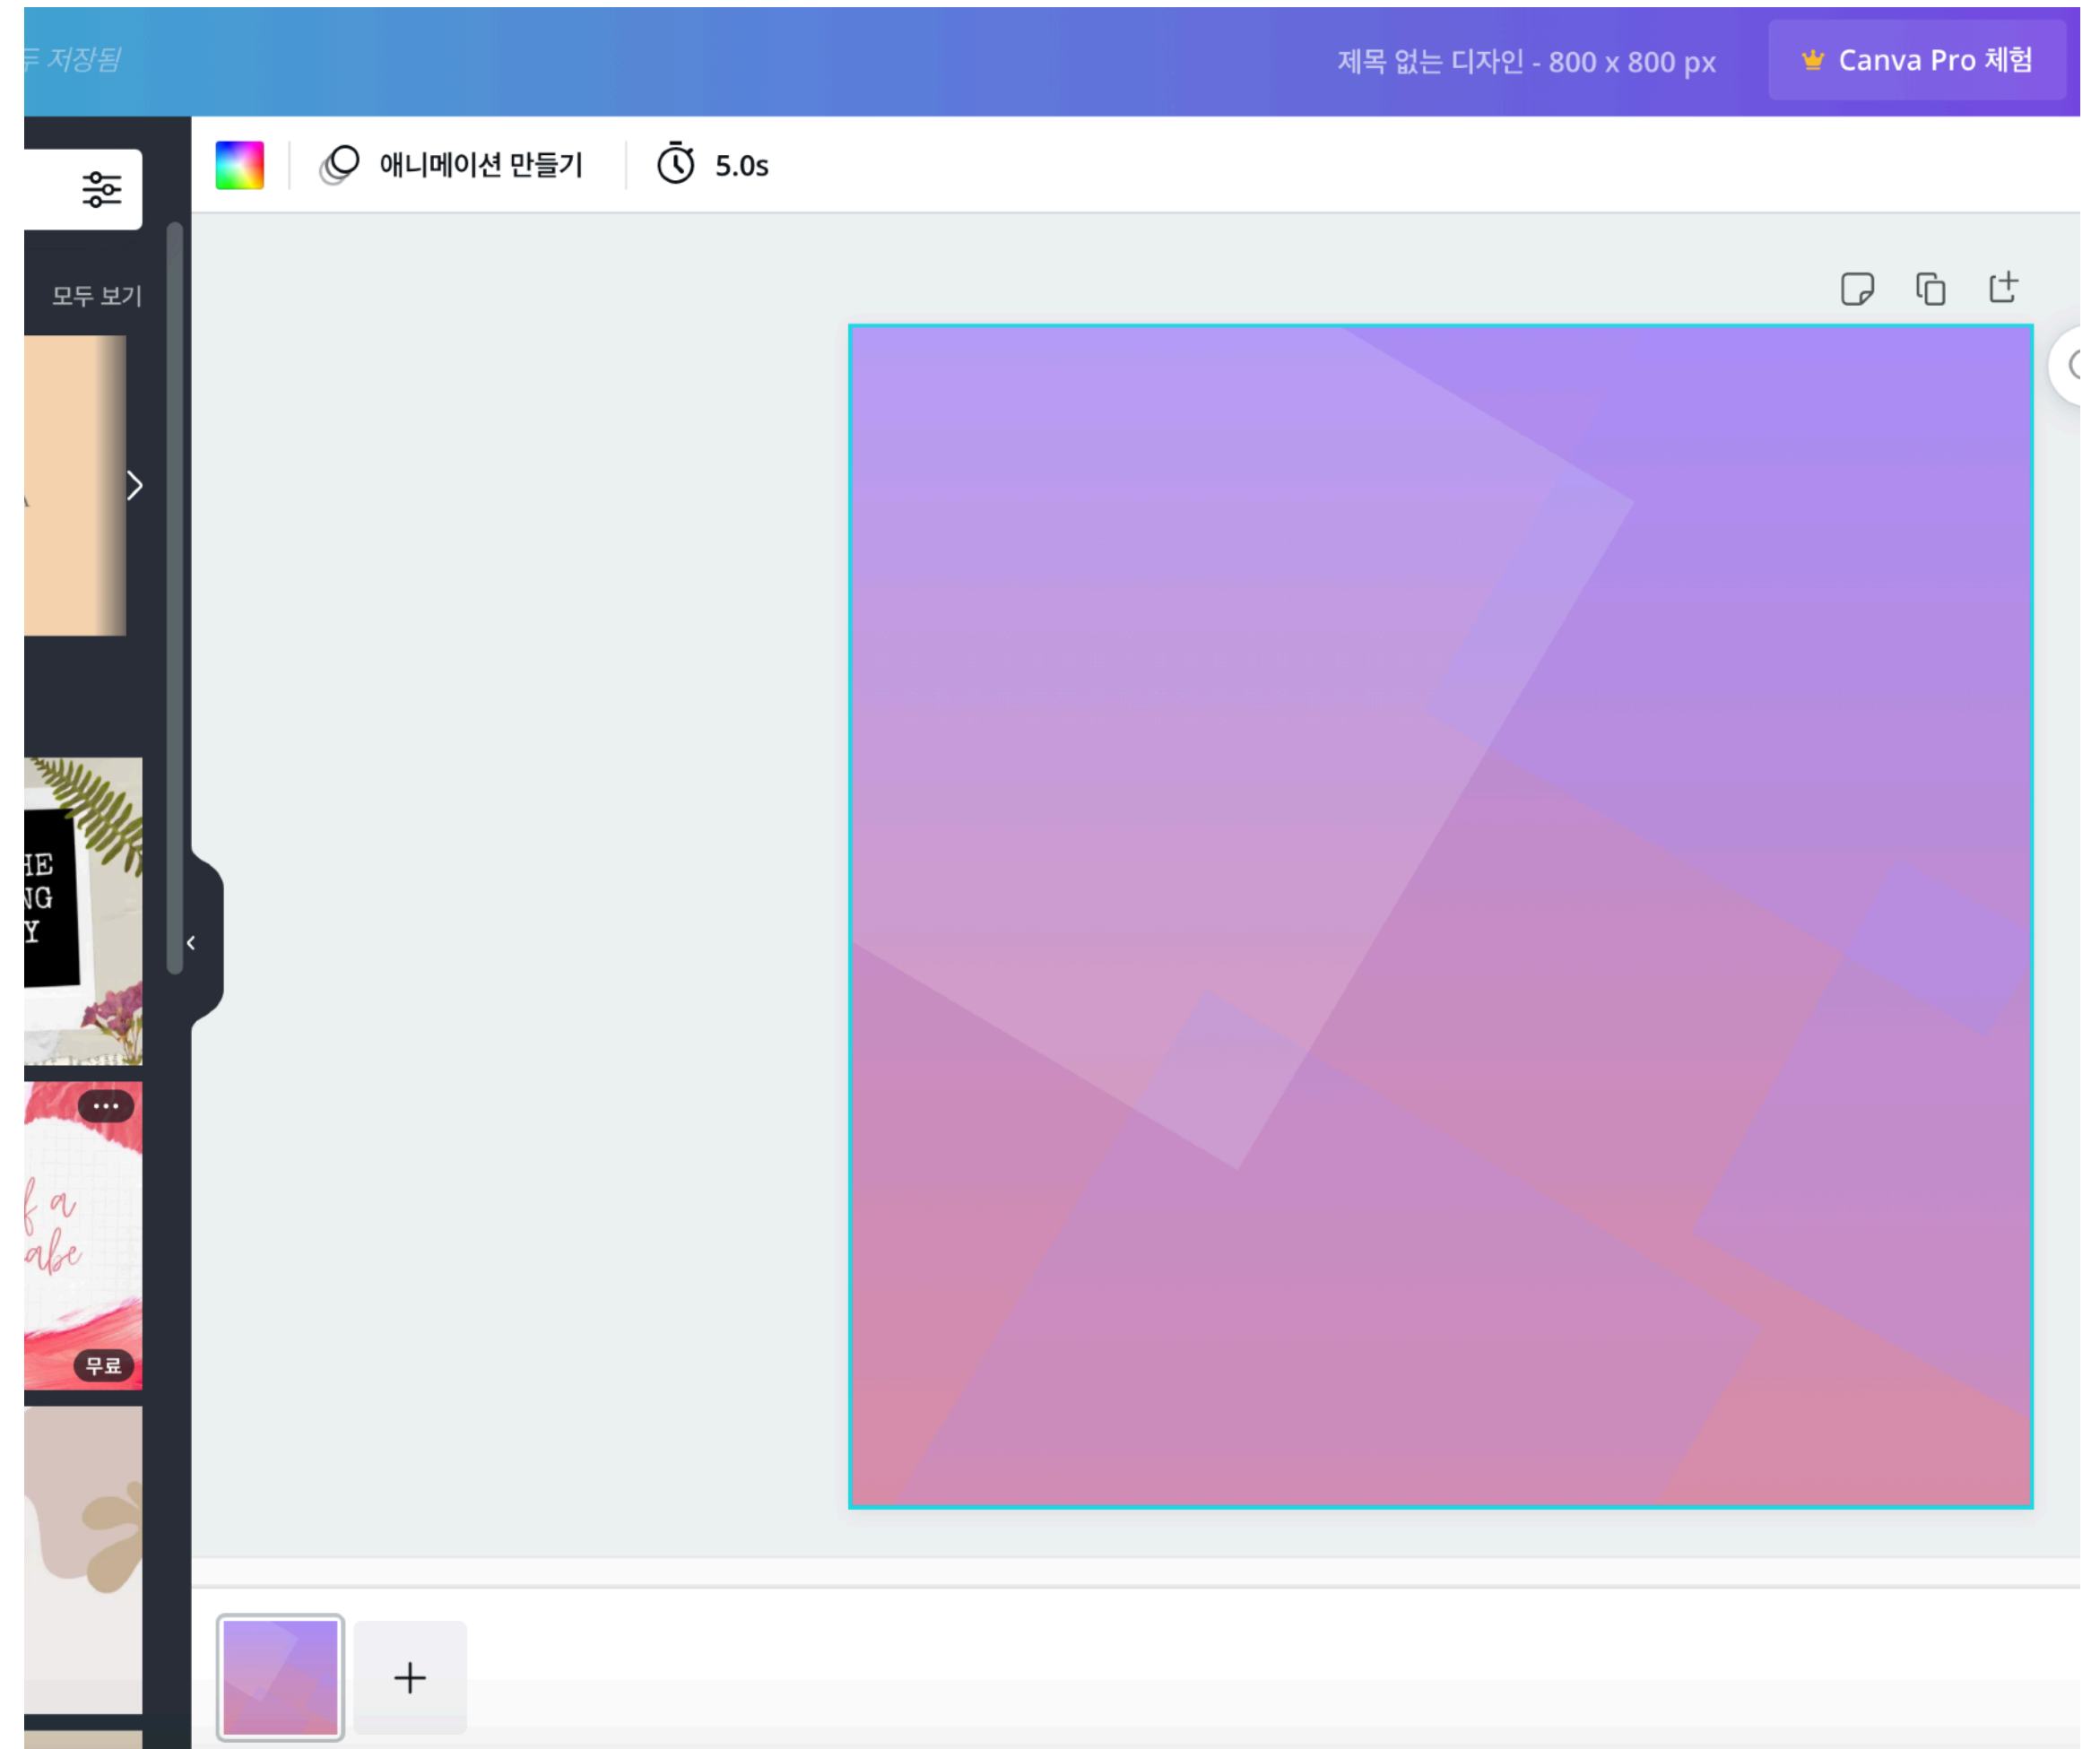 저장됨
제목 없는 디자인 - 800 x 800 px
Canva Pro 체험
애니메이션 만들기
5.0s
모두 보기
HE
NG
Y
f a
abe
무료